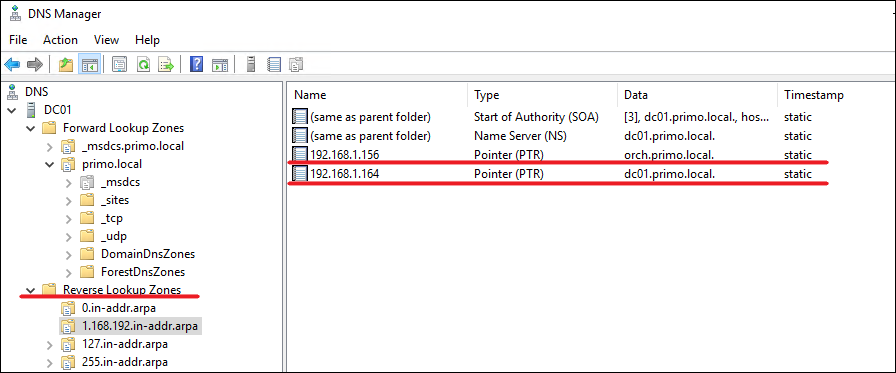 DNS Manager
File Action View Help
DNS
DC01
Forward Lookup Zones
_msdcs.primo.local
primo.local
_msdcs
_sites
_tcp
_udp
DomainDnsZones
ForestDnsZones
Reverse Lookup Zones
0.in-addr.arpa
1.168.192.in-addr.arpa
127.in-addr.arpa
255.in-addr.arpa
Name Type Data Timestamp
(same as parent folder) Start of Authority (SOA) [3], dc01.primo.local., hos... static
(same as parent folder) Name Server (NS) dc01.primo.local. static
192.168.1.156 Pointer (PTR) orch.primo.local. static
192.168.1.164 Pointer (PTR) dc01.primo.local. static